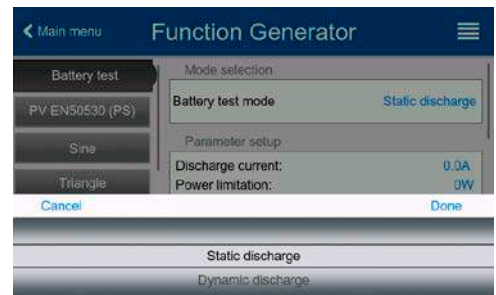 Main menu
Function Generator
Battery test
Mode selection
Battery test mode
Static discharge
PV EN50530 (PS)
Sine
Parameter setup
Discharge current:
0.0A
Triangle
Power limitation:
0W
Cancel
Done
Static discharge
Dynamic discharge